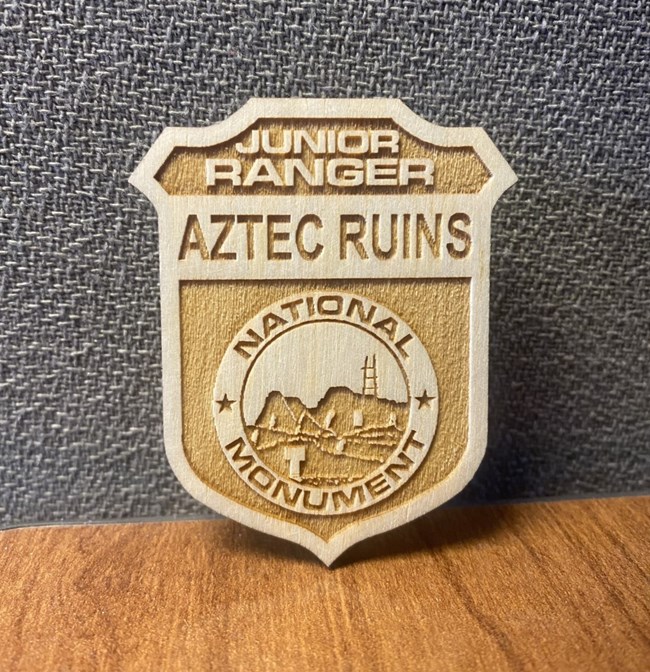 JUNIOR
RANGER
AZTEC RUINS
NATIONAL
MONUMENT